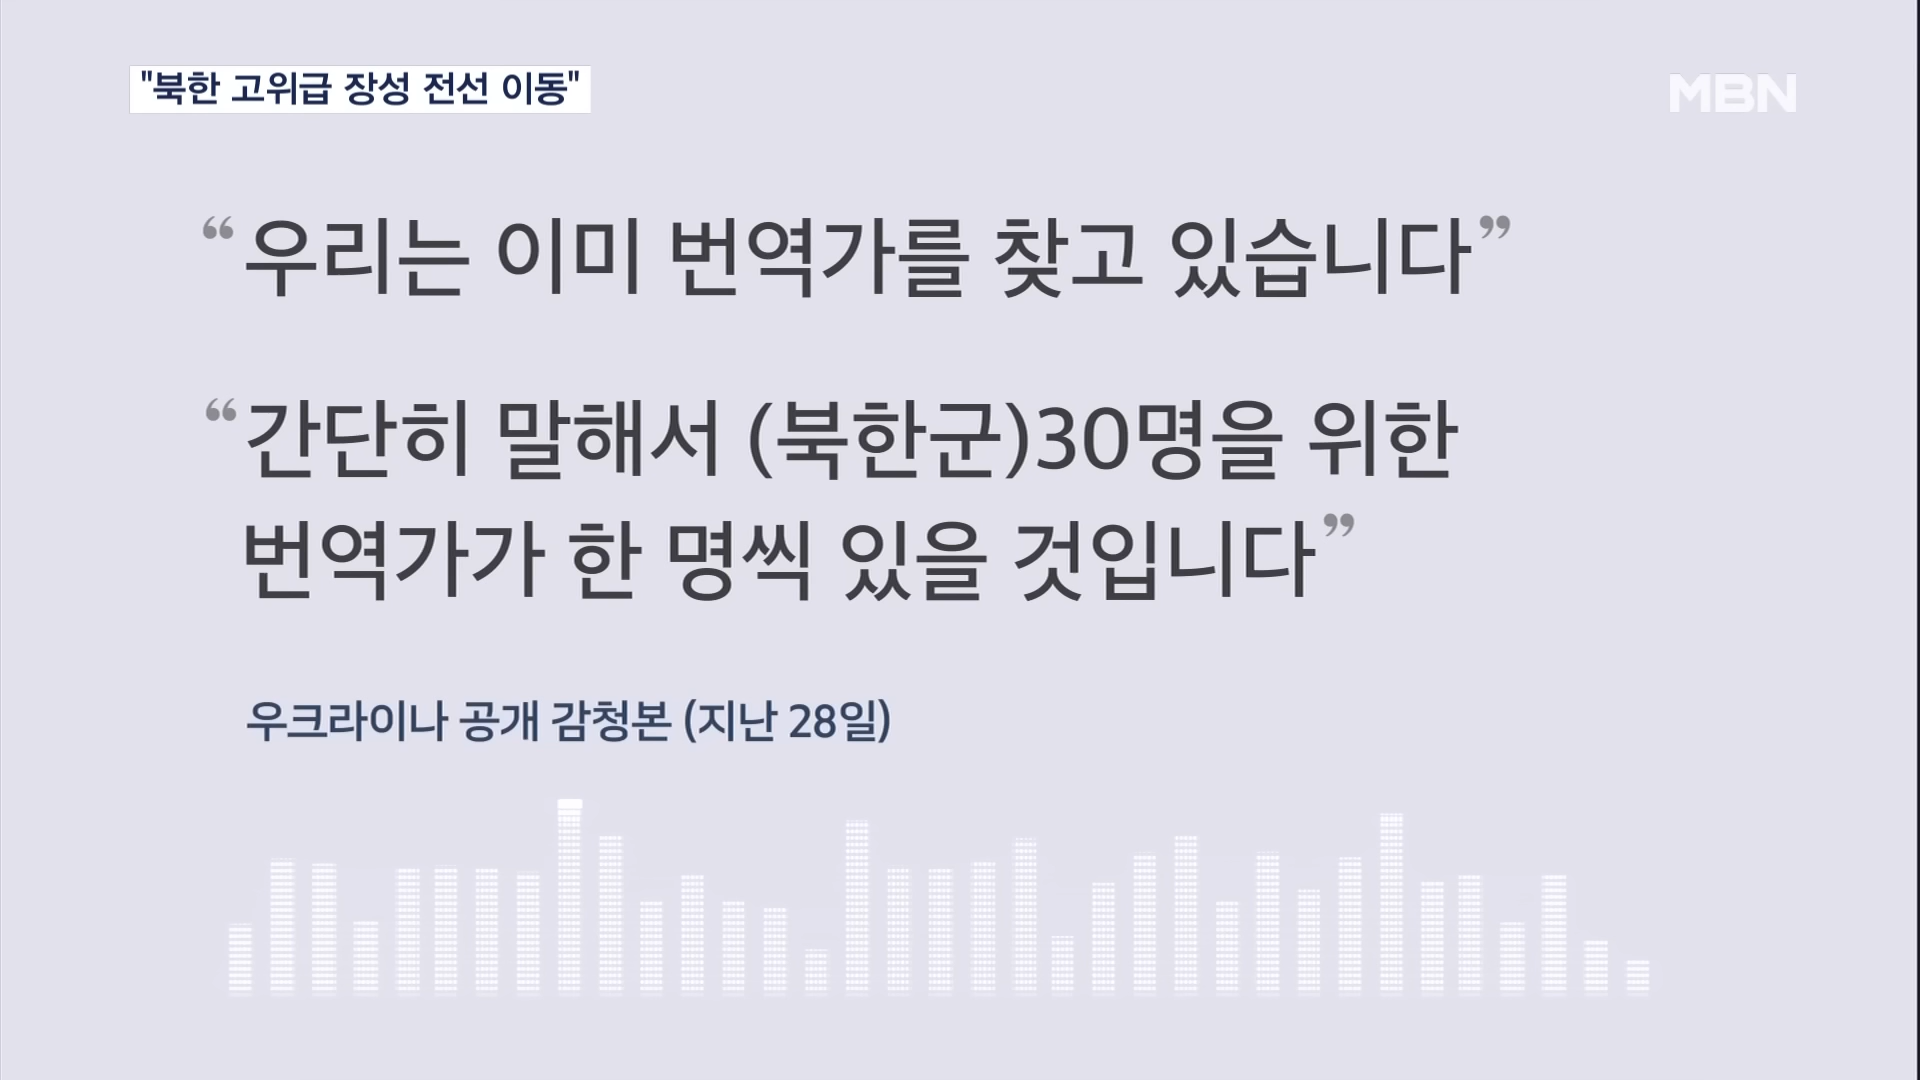 "북한 고위급 장성 전선 이동"
MBN
“우리는 이미 번역가를 찾고 있습니다”
“간단히 말해서 (북한군)30명을 위한
번역가가 한 명씩 있을 것입니다”
우크라이나 공개 감청본 (지난 28일)